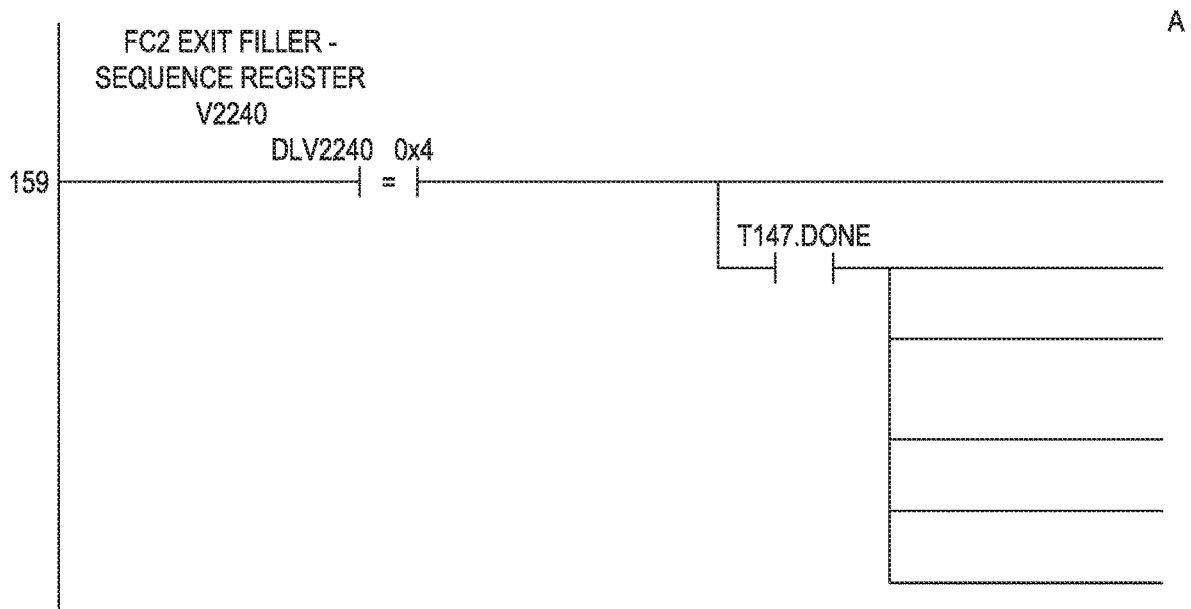 A
FC2 EXIT FILLER -
SEQUENCE REGISTER
V2240
DLV2240 0x4
159
=
T147.DONE